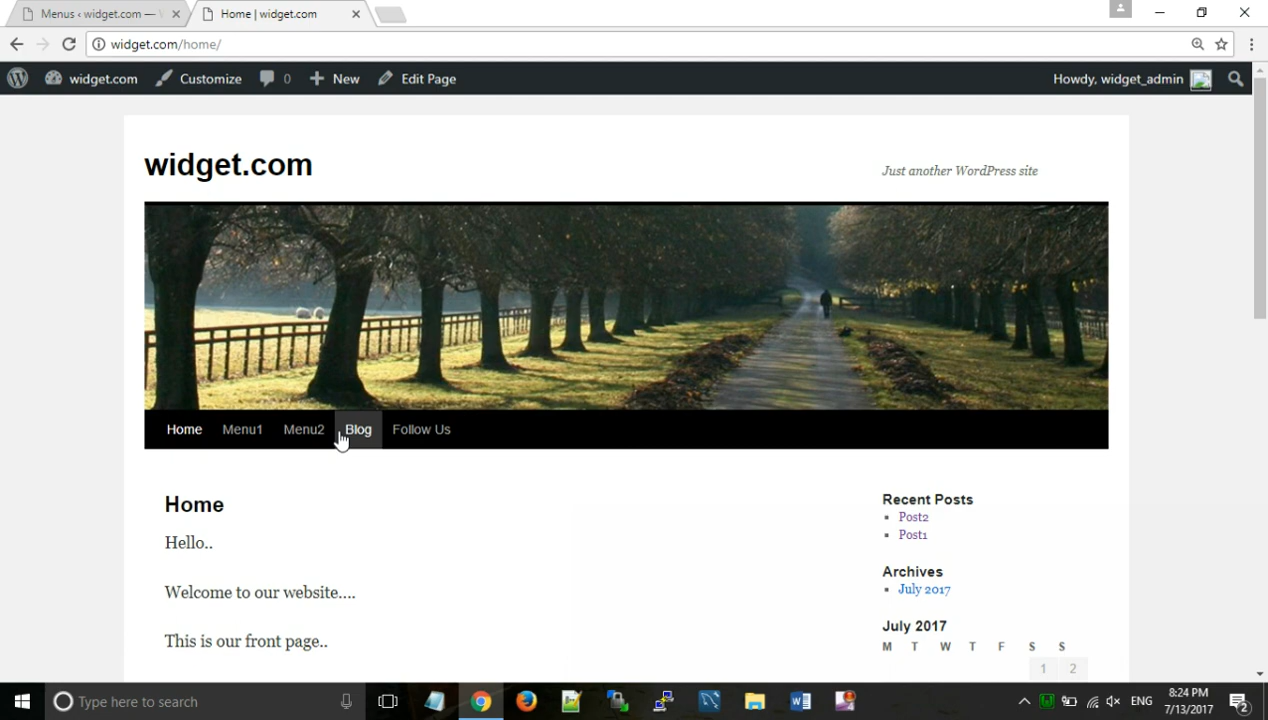 Menus ‹ widget.com — W
Home | widget.com
widget.com/home/
widget.com
Customize
0
New
Edit Page
Howdy, widget_admin
widget.com
Just another WordPress site
Home
Menu1
Menu2
Blog
Follow Us
Home
Hello..
Welcome to our website....
This is our front page..
Recent Posts
Post2
Post1
Archives
July 2017
July 2017
M T W T F S S
1 2
Type here to search
ENG
8:24 PM
7/13/2017
2